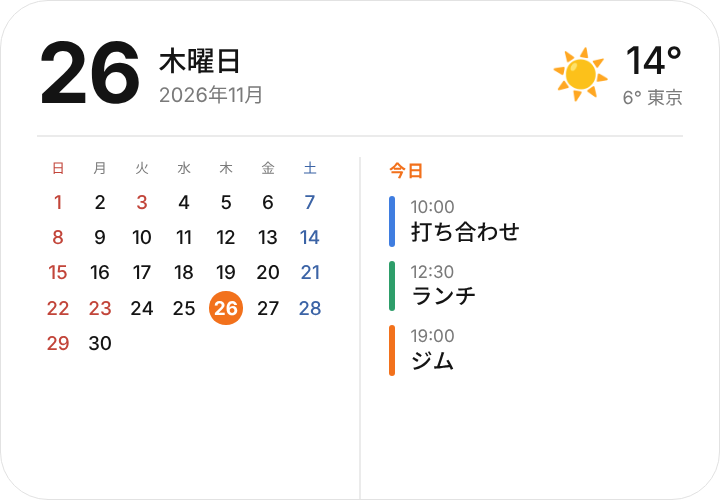 26
木曜日
2026年11月
14°
6° 東京
日 月 火 水 木 金 土
1 2 3 4 5 6 7
8 9 10 11 12 13 14
15 16 17 18 19 20 21
22 23 24 25 26 27 28
29 30
今日
10:00
打ち合わせ
12:30
ランチ
19:00
ジム